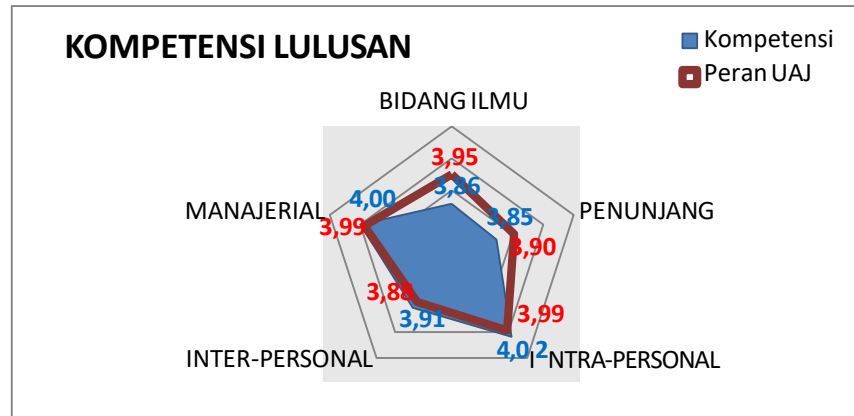 KOMPETENSI LULUSAN
Kompetensi
Peran UAJ
BIDANG ILMU
3,95
3,86
4,00
3,85
MANAJERIAL
PENUNJANG
3,99
3,90
3,88
3,99
3,91
4,02
INTER-PERSONAL
INTRA-PERSONAL